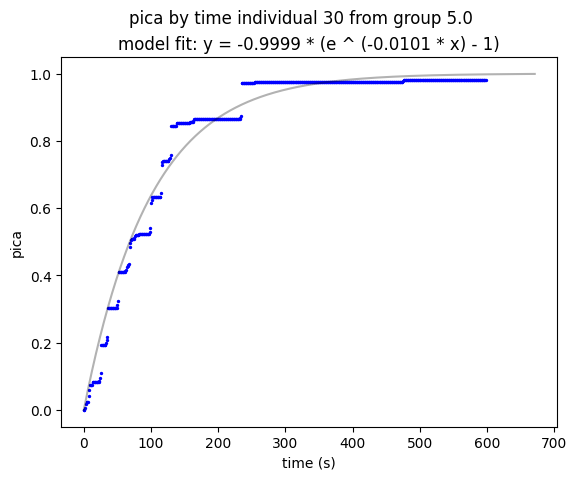 pica by time individual 30 from group 5.0
model fit: y = -0.9999 * (e ^ (-0.0101 * x) - 1)
1.0
0.8
0.6
0.4
0.2
0.0
pica
0 100 200 300 400 500 600 700
time (s)